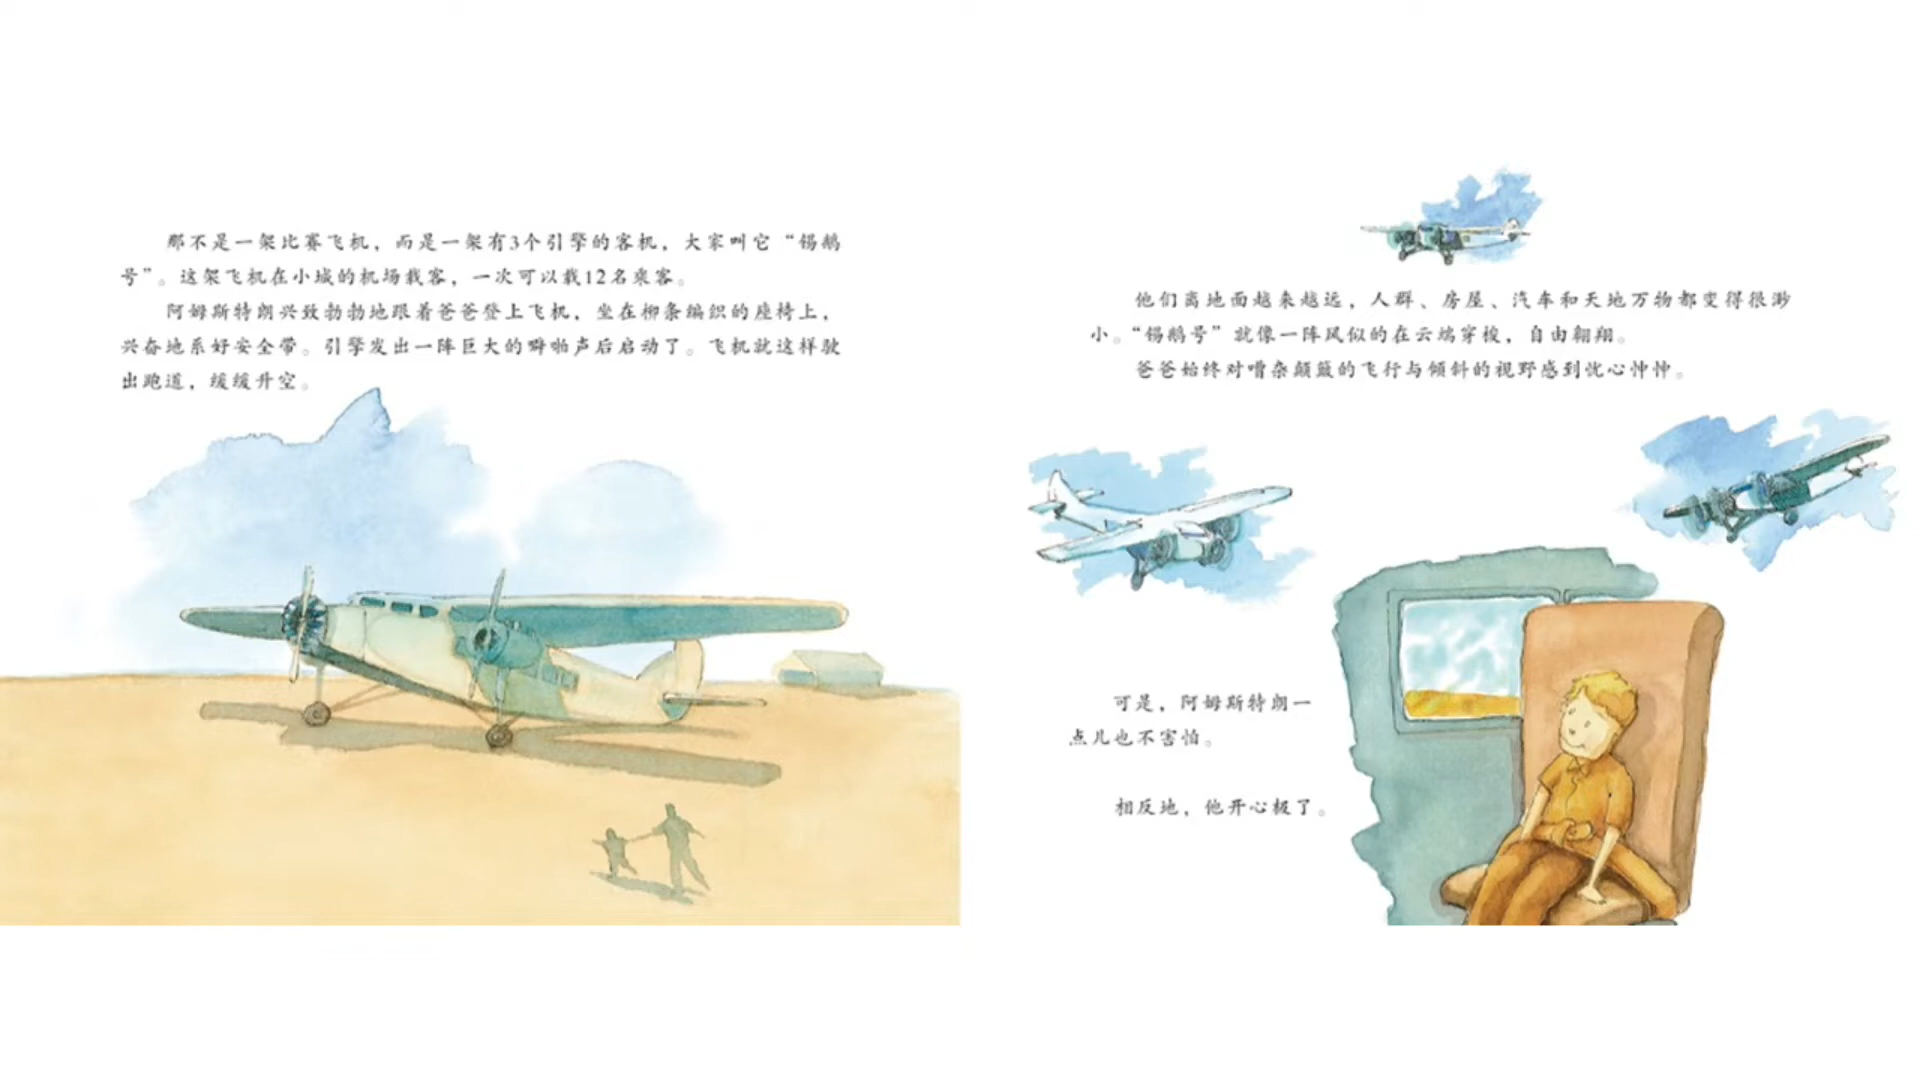 那不是一架比赛飞机，而是一架有3个引擎的客机，大家叫它“锡鹅
号”。这架飞机在小城的机场载客，一次可以载12名乘客。
阿姆斯特朗兴致勃勃地跟着爸爸登上飞机，坐在柳条编织的座椅上，
兴奋地系好安全带。引擎发出一阵巨大的噼啪声后启动了。飞机就这样驶
出跑道，缓缓升空。
他们离地面越来越远，人群、房屋、汽车和天地万物都变得很渺
小。“锡鹅号”就像一阵风似的在云端穿梭，自由翱翔。
爸爸始终对嘈杂颠簸的飞行与倾斜的视野感到忧心忡忡。
可是，阿姆斯特朗一
点儿也不害怕。
相反地，他开心极了。